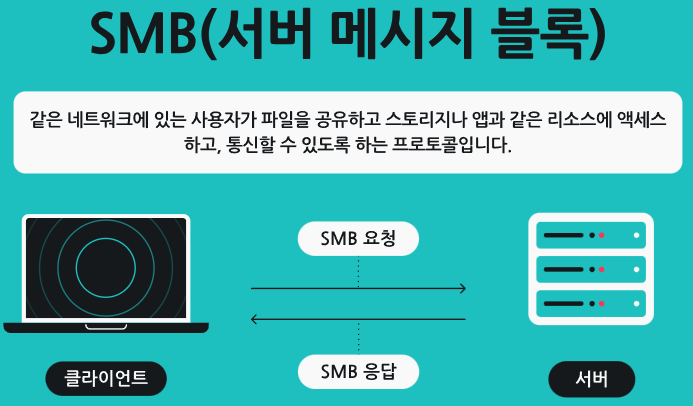 SMB(서버 메시지 블록)
같은 네트워크에 있는 사용자가 파일을 공유하고 스토리지나 앱과 같은 리소스에 액세스
하고, 통신할 수 있도록 하는 프로토콜입니다.
SMB 요청
SMB 응답
클라이언트
서버